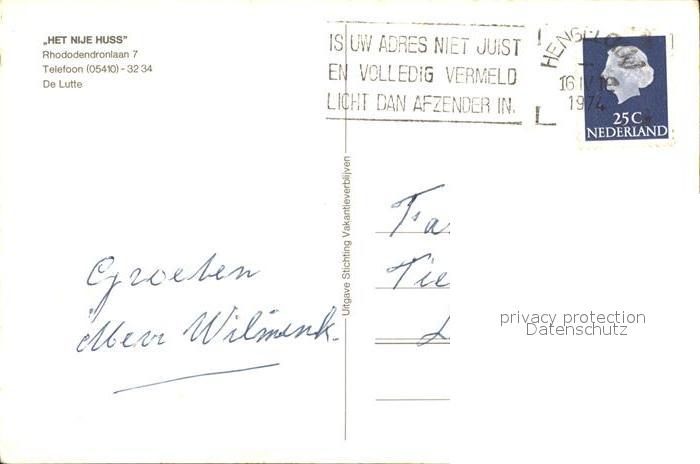 „HET NIJE HUSS”
Rhododendronlaan 7
Telefoon (05410) - 32 34
De Lutte
IS UW ADRES NIET JUIST
EN VOLLEDIG VERMELD
LICHT DAN AFZENDER IN.
HENGELO
16 IV
1974
25 C
NEDERLAND
Uitgave Stichting Vakantieverblijven
Groeten
Mevr Wilmink.
Fa.
Tie
privacy protection
Datenschutz